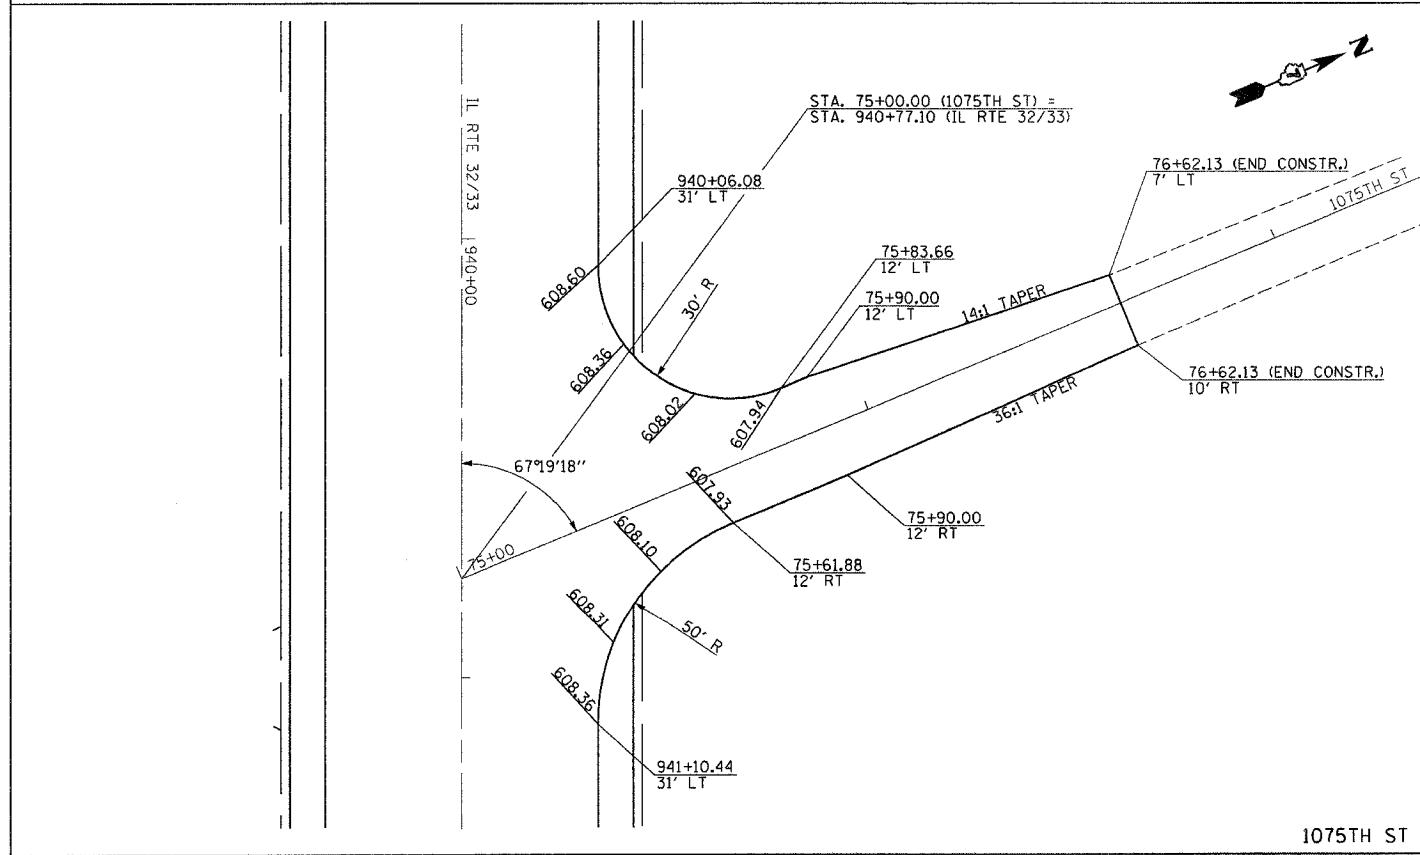 N
STA. 75+00.00 (1075TH ST) =
STA. 940+77.10 (IL RTE 32/33)
IL RTE 32/33
940+00
940+06.08
31' LT
76+62.13 (END CONSTR.)
7' LT
1075TH ST
75+83.66
12' LT
75+90.00
12' LT
608.60
30' R
14:1 TAPER
608.36
608.02
607.94
76+62.13 (END CONSTR.)
10' RT
36:1 TAPER
67°19'18"
607.93
75+90.00
12' RT
608.10
75+00
75+61.88
12' RT
608.31
50' R
608.36
941+10.44
31' LT
1075TH ST